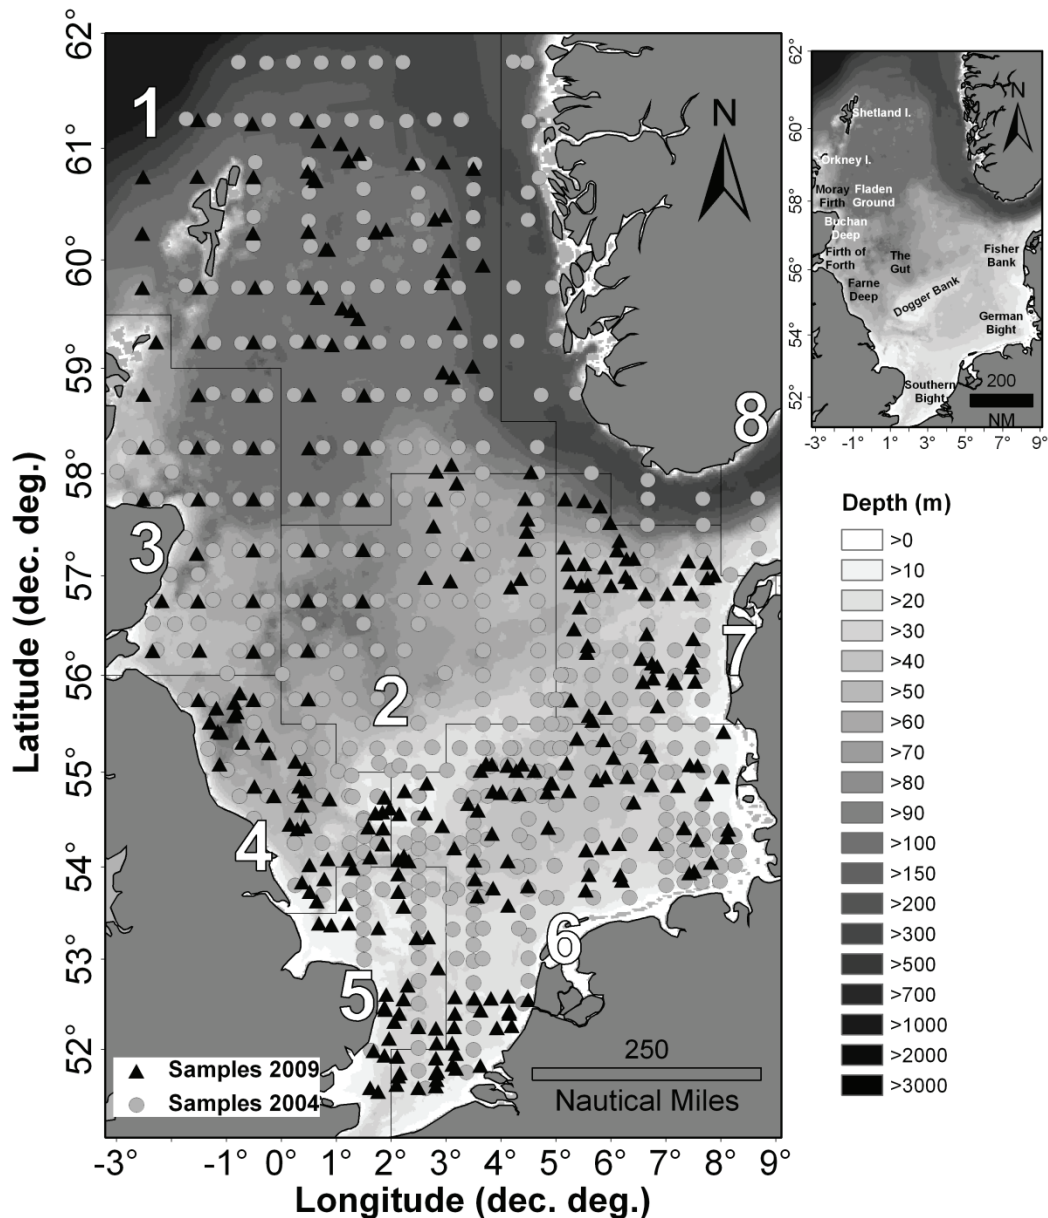 62°
61°
60°
59°
58°
57°
56°
55°
54°
53°
52°
Latitude (dec. deg.)
1
2
3
4
5
6
7
8
N
Samples 2009
Samples 2004
250
Nautical Miles
-3°
-1°
0
1°
2°
3°
4°
5°
6°
7°
8°
9°
Longitude (dec. deg.)
62°
60°
58°
56°
54°
52°
N
Shetland I.
Orkney I.
Moray
Firth
Fladen
Ground
Buchan
Deep
Firth of
Forth
The
Gut
Fisher
Bank
Farne
Deep
Dogger Bank
German
Bight
Southern
Bight
200
NM
-3°
-1°
1°
3°
5°
7°
9°
Depth (m)
>0
>10
>20
>30
>40
>50
>60
>70
>80
>90
>100
>150
>200
>300
>500
>700
>1000
>2000
>3000